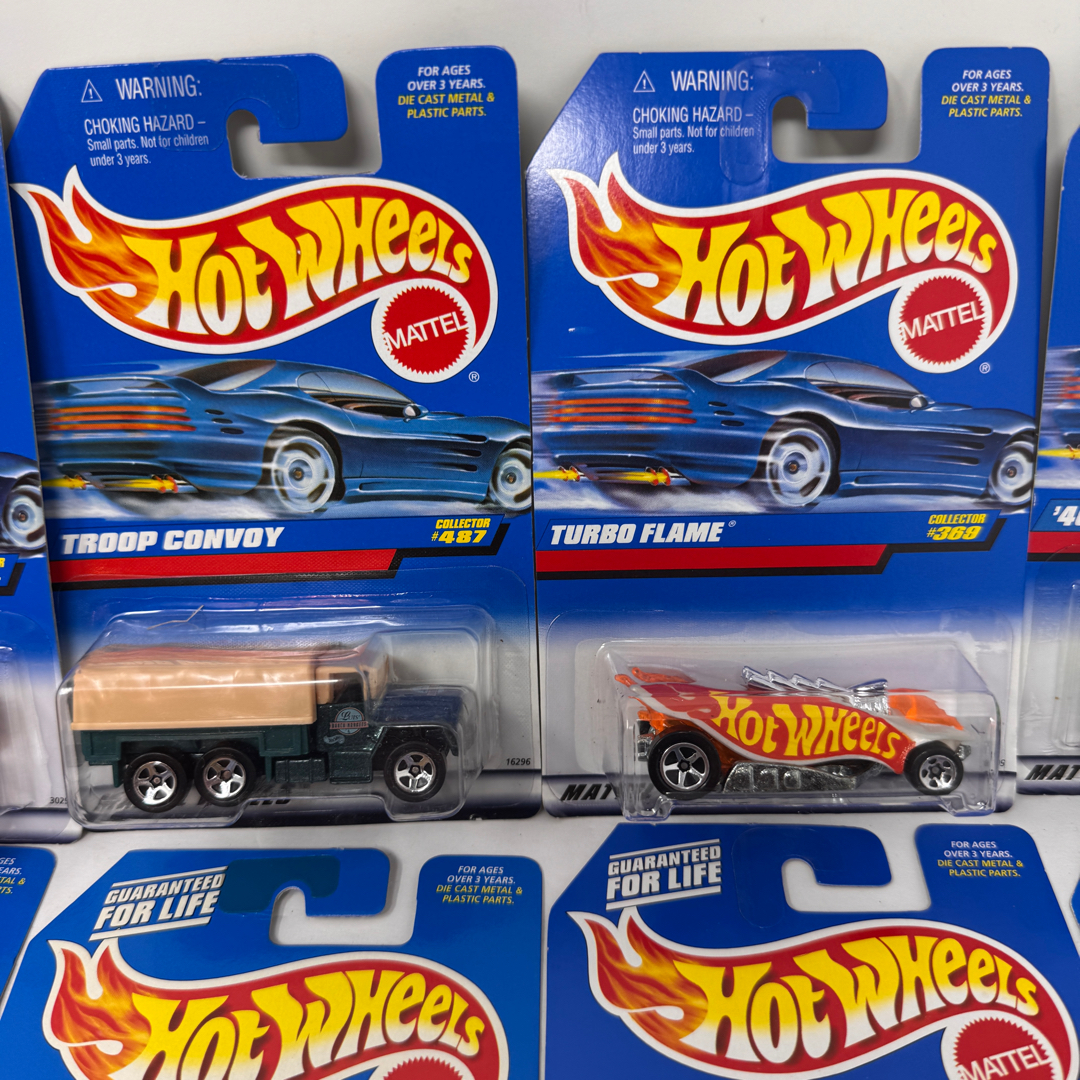 WARNING:
CHOKING HAZARD –
Small parts. Not for children
under 3 years.
FOR AGES
OVER 3 YEARS.
DIE CAST METAL &
PLASTIC PARTS.
HOT WHEELS
MATTEL
®
TROOP CONVOY
COLLECTOR
#487
16296
WARNING:
CHOKING HAZARD –
Small parts. Not for children
under 3 years.
FOR AGES
OVER 3 YEARS.
DIE CAST METAL &
PLASTIC PARTS.
HOT WHEELS
MATTEL
®
TURBO FLAME®
COLLECTOR
#369
HOT WHEELS
MAT
'4
MAT
GUARANTEED
FOR LIFE
FOR AGES
OVER 3 YEARS.
DIE CAST METAL &
PLASTIC PARTS.
HOT WHEELS
GUARANTEED
FOR LIFE
FOR AGES
OVER 3 YEARS.
DIE CAST METAL &
PLASTIC PARTS.
HOT WHEELS
MATTEL